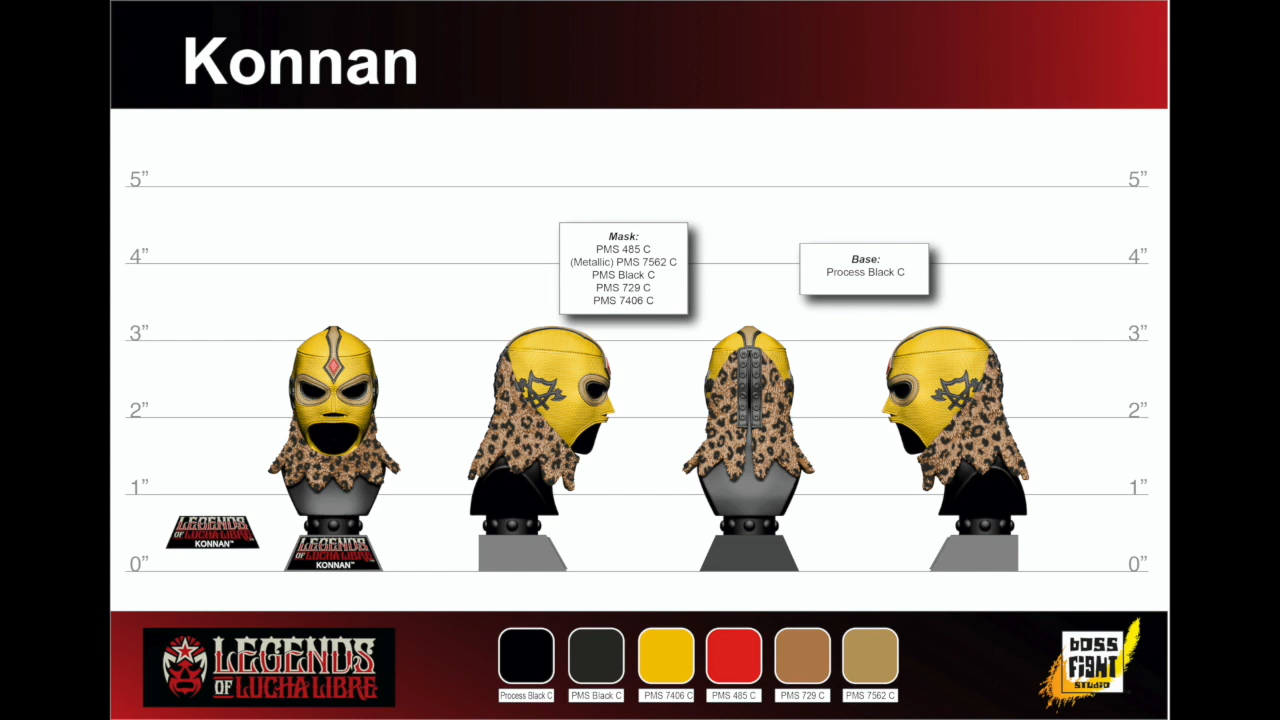 Konnan
5” 5”
4” 4”
3” 3”
2” 2”
1” 1”
0” 0”
Mask:
PMS 485 C
(Metallic) PMS 7562 C
PMS Black C
PMS 729 C
PMS 7406 C
Base:
Process Black C
LEGENDS
OF LUCHA LIBRE
KONNAN™
LEGENDS
OF LUCHA LIBRE
KONNAN™
LEGENDS
OF LUCHA LIBRE
Process Black C
PMS Black C
PMS 7406 C
PMS 485 C
PMS 729 C
PMS 7562 C
bOSS
FiGHT
STUDiO